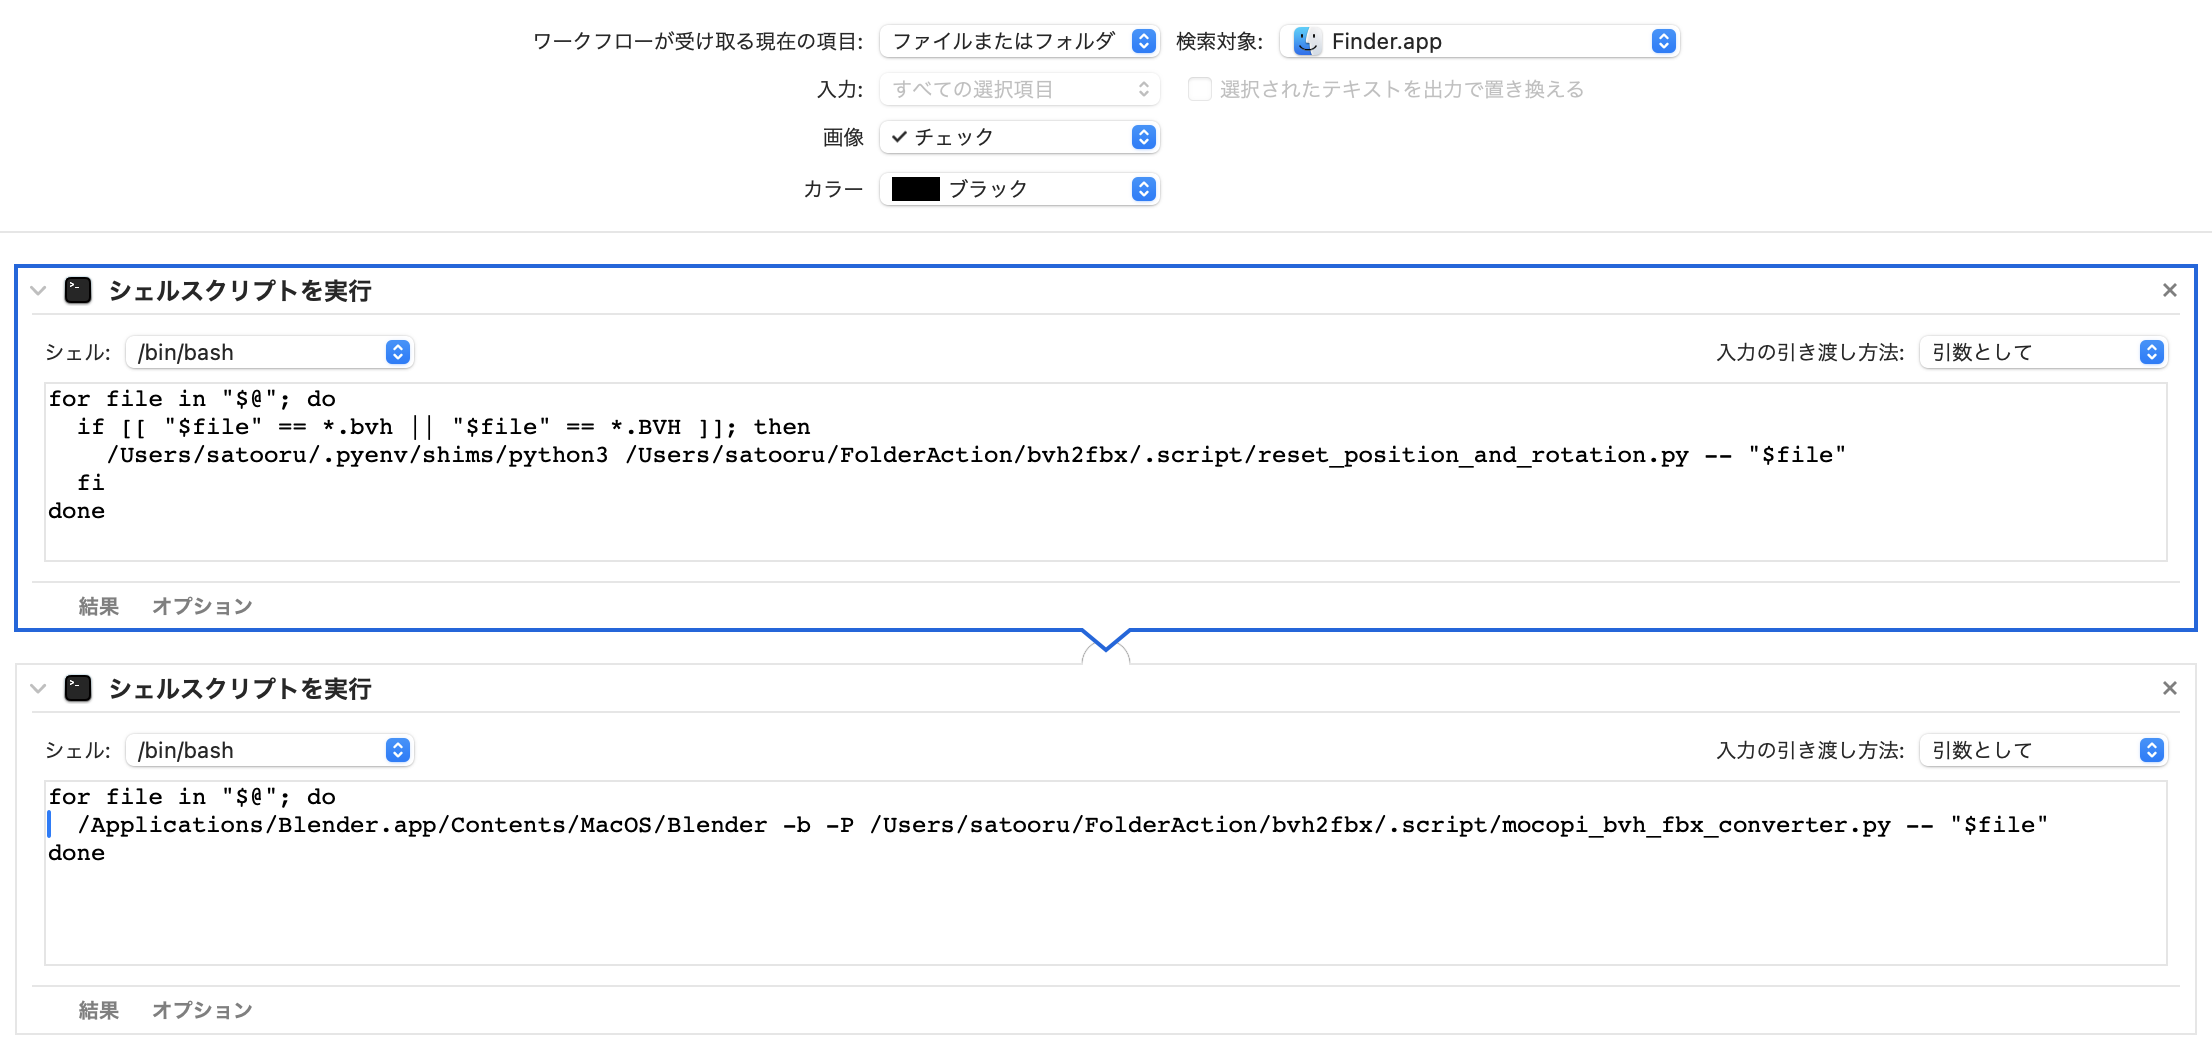 ワークフローが受け取る現在の項目: ファイルまたはフォルダ 検索対象: Finder.app
入力: すべての選択項目 選択されたテキストを出力で置き換える
画像 チェック
カラー ブラック
シェルスクリプトを実行
シェル: /bin/bash 入力の引き渡し方法: 引数として
for file in "$@"; do
  if [[ "$file" == *.bvh || "$file" == *.BVH ]]; then
    /Users/satooru/.pyenv/shims/python3 /Users/satooru/FolderAction/bvh2fbx/.script/reset_position_and_rotation.py -- "$file"
  fi
done
結果 オプション
シェルスクリプトを実行
シェル: /bin/bash 入力の引き渡し方法: 引数として
for file in "$@"; do
  /Applications/Blender.app/Contents/MacOS/Blender -b -P /Users/satooru/FolderAction/bvh2fbx/.script/mocopi_bvh_fbx_converter.py -- "$file"
done
結果 オプション